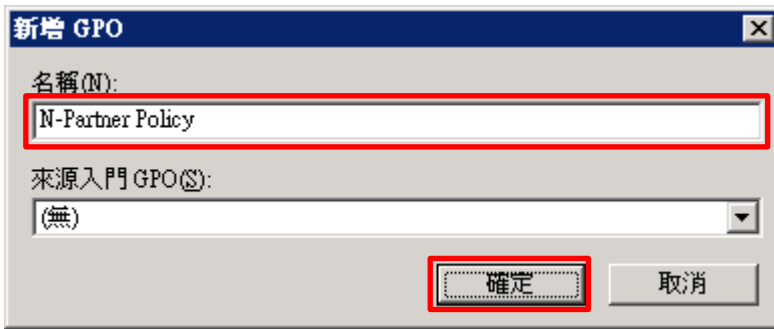 新增 GPO
名稱(N):
N-Partner Policy
來源入門 GPO(S):
(無)
確定
取消